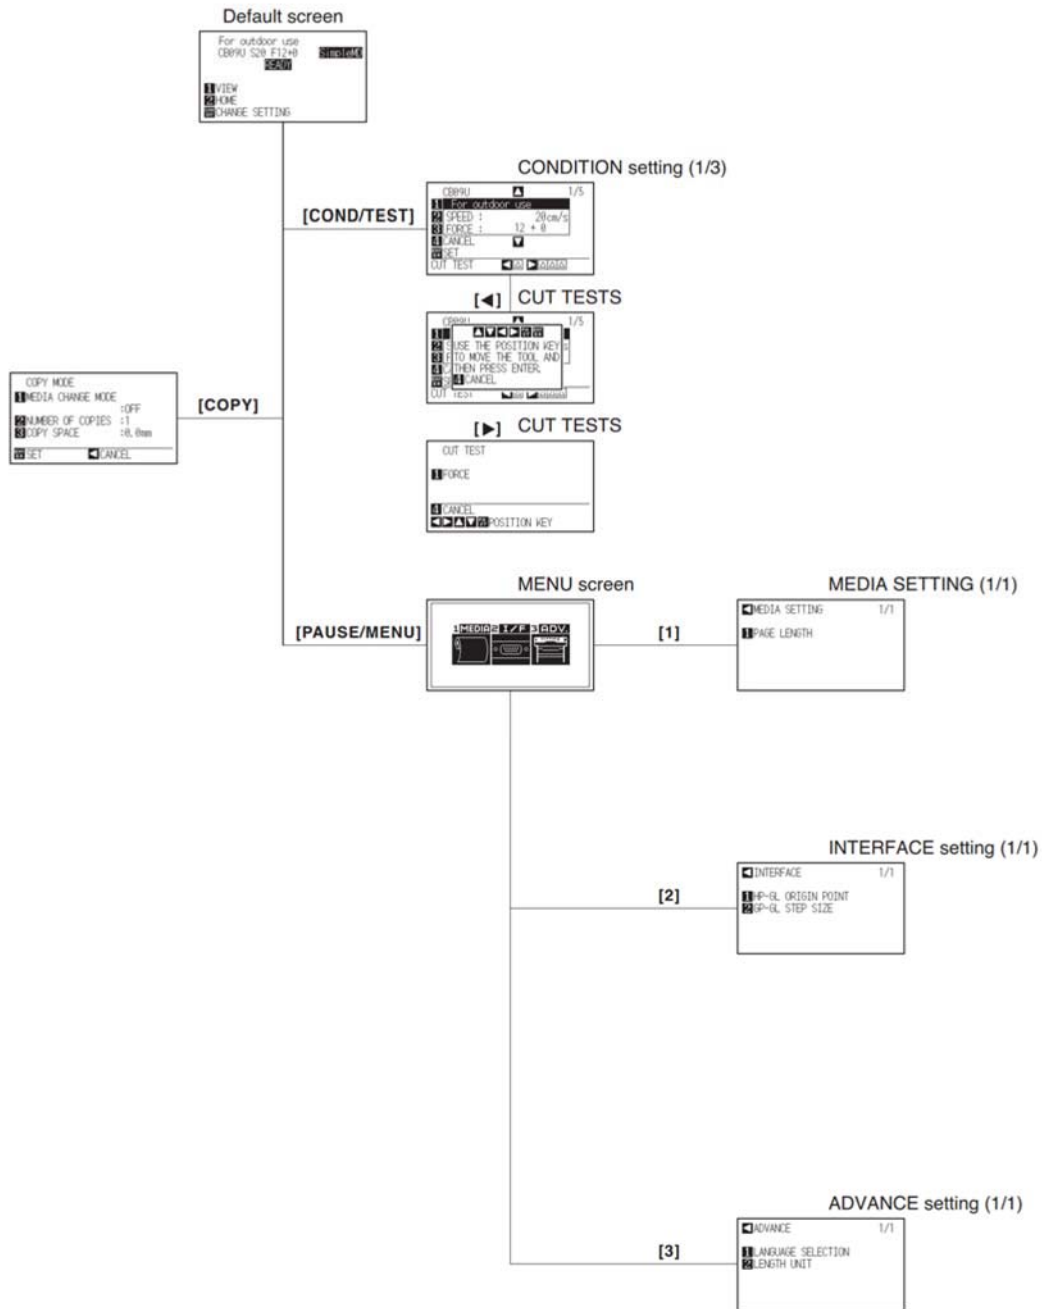 Default screen
For outdoor use
CB09U S20 F12+0 SimpleMD
READY
1 VIEW
2 HOME
CHANGE SETTING
CONDITION setting (1/3)
[COND/TEST]
CB09U ▲ 1/5
1 For outdoor use
2 SPEED : 20cm/s
3 FORCE : 12 + 0
4 CANCEL ▼
SET
CUT TEST ◀ ▶
[◀] CUT TESTS
CB09U 1/5
▲▼◀▶
USE THE POSITION KEY
TO MOVE THE TOOL AND
THEN PRESS ENTER.
4 CANCEL
CUT TEST
[▶] CUT TESTS
CUT TEST
1 FORCE
4 CANCEL
◀▶▲▼ POSITION KEY
COPY MODE
1 MEDIA CHANGE MODE
:OFF
2 NUMBER OF COPIES :1
3 COPY SPACE :0.0mm
SET ◀ CANCEL
[COPY]
MENU screen
[PAUSE/MENU]
1 MEDIA 2 I/F 3 ADV.
[1]
MEDIA SETTING (1/1)
◀ MEDIA SETTING 1/1
1 PAGE LENGTH
[2]
INTERFACE setting (1/1)
◀ INTERFACE 1/1
1 HP-GL ORIGIN POINT
2 GP-GL STEP SIZE
[3]
ADVANCE setting (1/1)
◀ ADVANCE 1/1
1 LANGUAGE SELECTION
2 LENGTH UNIT